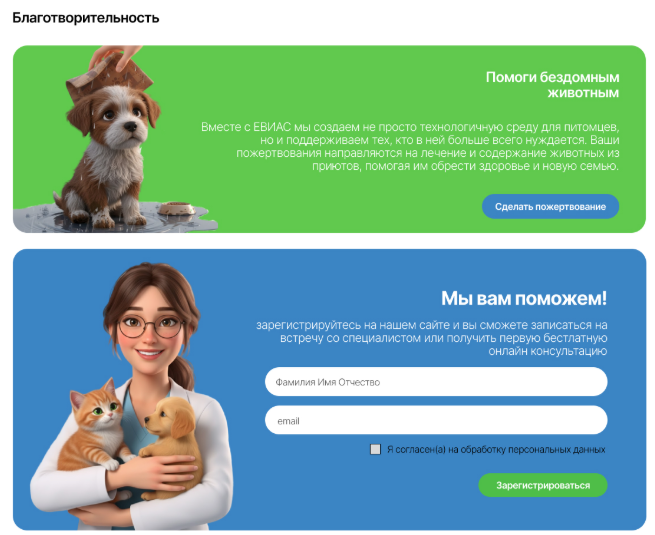 Благотворительность
Помоги бездомным
животным
Вместе с ЕВИАС мы создаем не просто технологичную среду для питомцев,
но и поддерживаем тех, кто в ней больше всего нуждается. Ваши
пожертвования направляются на лечение и содержание животных из
приютов, помогая им обрести здоровье и новую семью.
Сделать пожертвование
Мы вам поможем!
зарегистрируйтесь на нашем сайте и вы сможете записаться на
встречу со специалистом или получить первую бестлатную
онлайн консультацию
Фамилия Имя Отчество
email
Я согласен(а) на обработку персональных данных
Зарегистрироваться